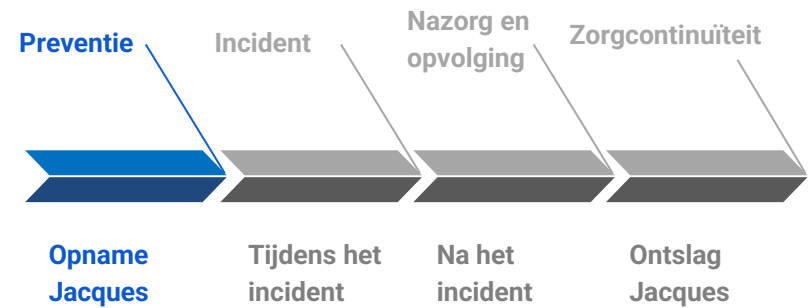 Preventie
Incident
Nazorg en
opvolging
Zorgcontinuïteit
Opname
Jacques
Tijdens het
incident
Na het
incident
Ontslag
Jacques